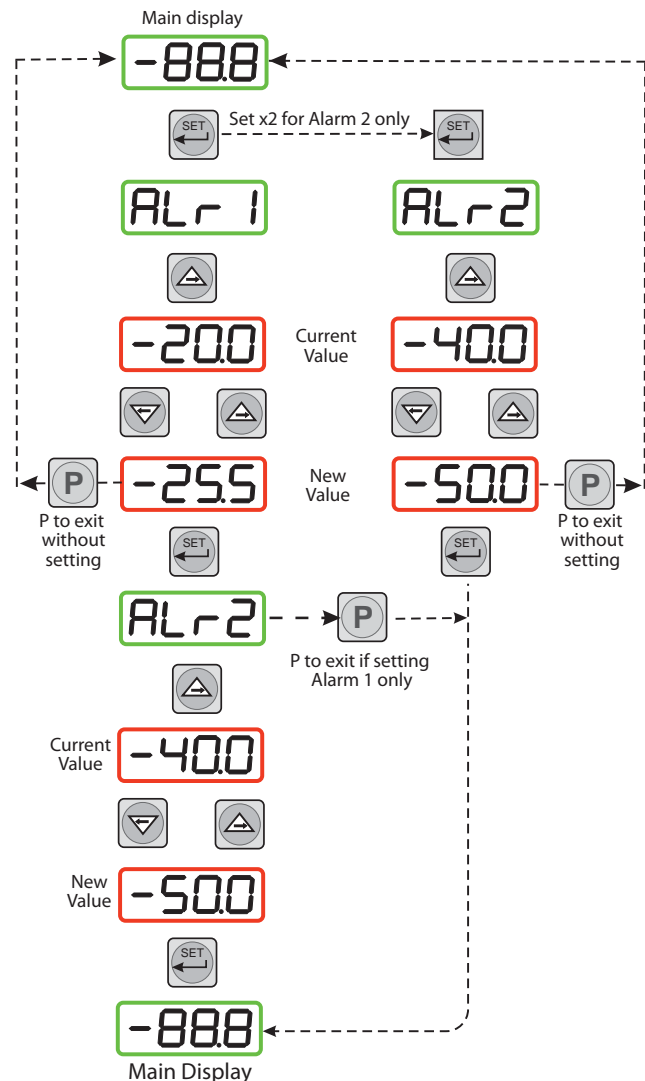 Main display
-88.8
SET
Set x2 for Alarm 2 only
SET
ALr 1
ALr2
-20.0
Current
Value
-40.0
P
-25.5
New
Value
-50.0
P
P to exit
without
setting
SET
SET
P to exit
without
setting
ALr2
P
P to exit if setting
Alarm 1 only
Current
Value
-40.0
New
Value
-50.0
SET
-88.8
Main Display